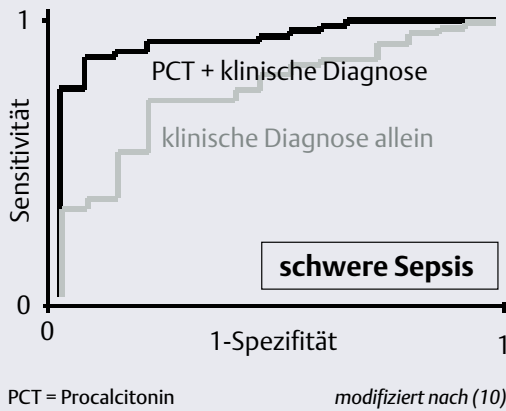 1
Sensitivität
PCT + klinische Diagnose
klinische Diagnose allein
schwere Sepsis
0
0
1-Spezifität
1
PCT = Procalcitonin
modifiziert nach (10)